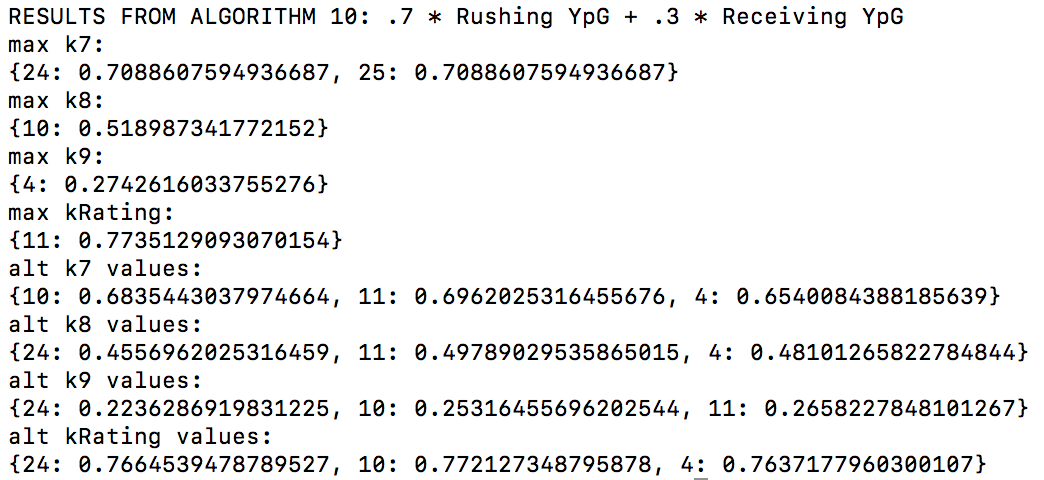 RESULTS FROM ALGORITHM 10: .7 * Rushing YpG + .3 * Receiving YpG
max k7:
{24: 0.7088607594936687, 25: 0.7088607594936687}
max k8:
{10: 0.518987341772152}
max k9:
{4: 0.2742616033755276}
max kRating:
{11: 0.7735129093070154}
alt k7 values:
{10: 0.6835443037974664, 11: 0.6962025316455676, 4: 0.6540084388185639}
alt k8 values:
{24: 0.4556962025316459, 11: 0.49789029535865015, 4: 0.48101265822784844}
alt k9 values:
{24: 0.2236286919831225, 10: 0.25316455696202544, 11: 0.2658227848101267}
alt kRating values:
{24: 0.7664539478789527, 10: 0.772127348795878, 4: 0.7637177960300107}